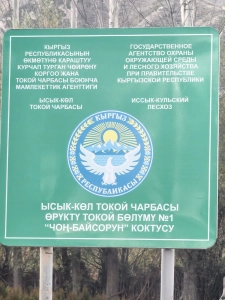 КЫРГЫЗ
РЕСПУБЛИКАСЫНЫН
ӨКМӨТҮНӨ КАРАШТУУ
КУРЧАП ТУРГАН ЧӨЙРӨНҮ
КОРГОО ЖАНА
ТОКОЙ ЧАРБАСЫ БОЮНЧА
МАМЛЕКЕТТИК АГЕНТТИГИ
ЫСЫК-КӨЛ
ТОКОЙ ЧАРБАСЫ
ГОСУДАРСТВЕННОЕ
АГЕНТСТВО ОХРАНЫ
ОКРУЖАЮЩЕЙ СРЕДЫ
И ЛЕСНОГО ХОЗЯЙСТВА
ПРИ ПРАВИТЕЛЬСТВЕ
КЫРГЫЗСКОЙ РЕСПУБЛИКИ
ИССЫК-КУЛЬСКИЙ
ЛЕСХОЗ
КЫРГЫЗ
РЕСПУБЛИКАСЫ
ЫСЫК-КӨЛ ТОКОЙ ЧАРБАСЫ
ӨРҮКТҮ ТОКОЙ БӨЛҮМҮ №1
"ЧОҢ-БАЙСОРУН" КОКТУСУ